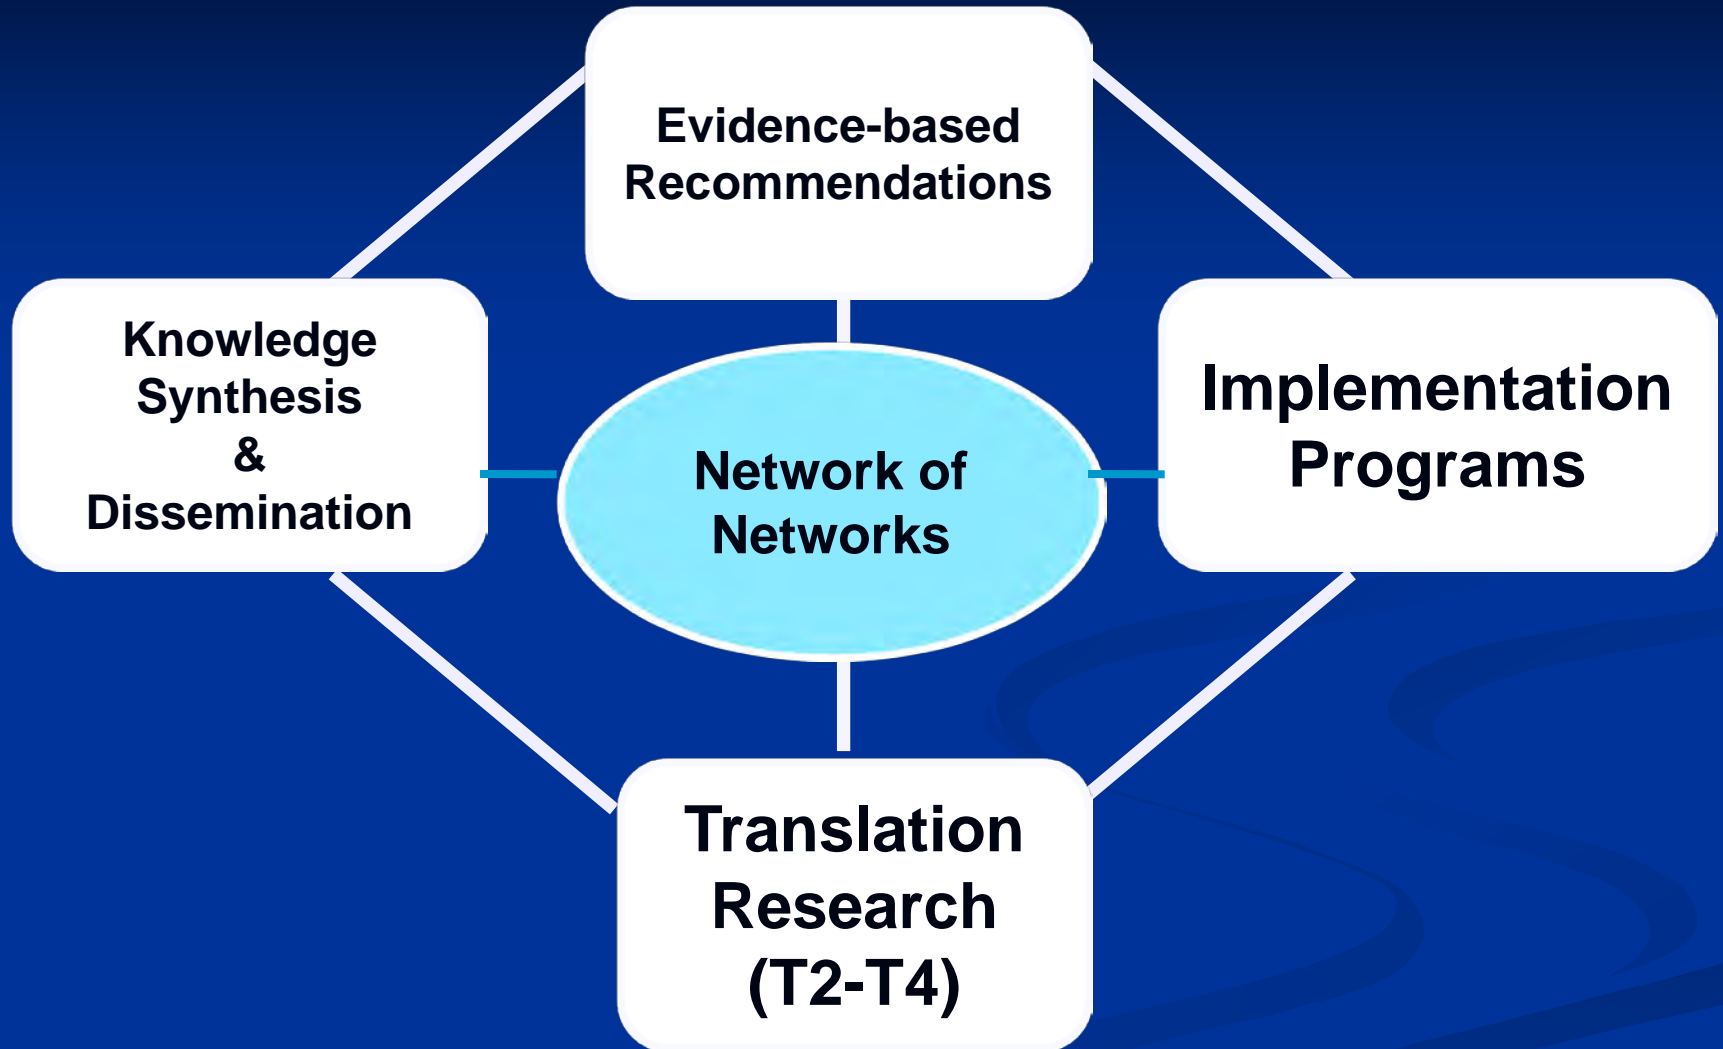 Evidence-based
Recommendations
Knowledge
Synthesis
&
Dissemination
Network of
Networks
Implementation
Programs
Translation
Research
(T2-T4)